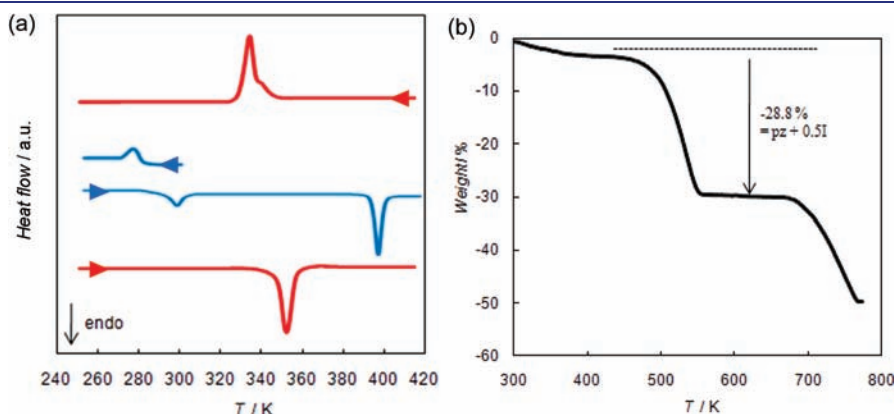 (a)
Heat flow / a.u.
endo
240 260 280 300 320 340 360 380 400 420
T / K
(b)
0
-10
-20
-30
-40
-50
-60
Weight/ %
-28.8 %
= pz + 0.5I
300 400 500 600 700 800
T / K